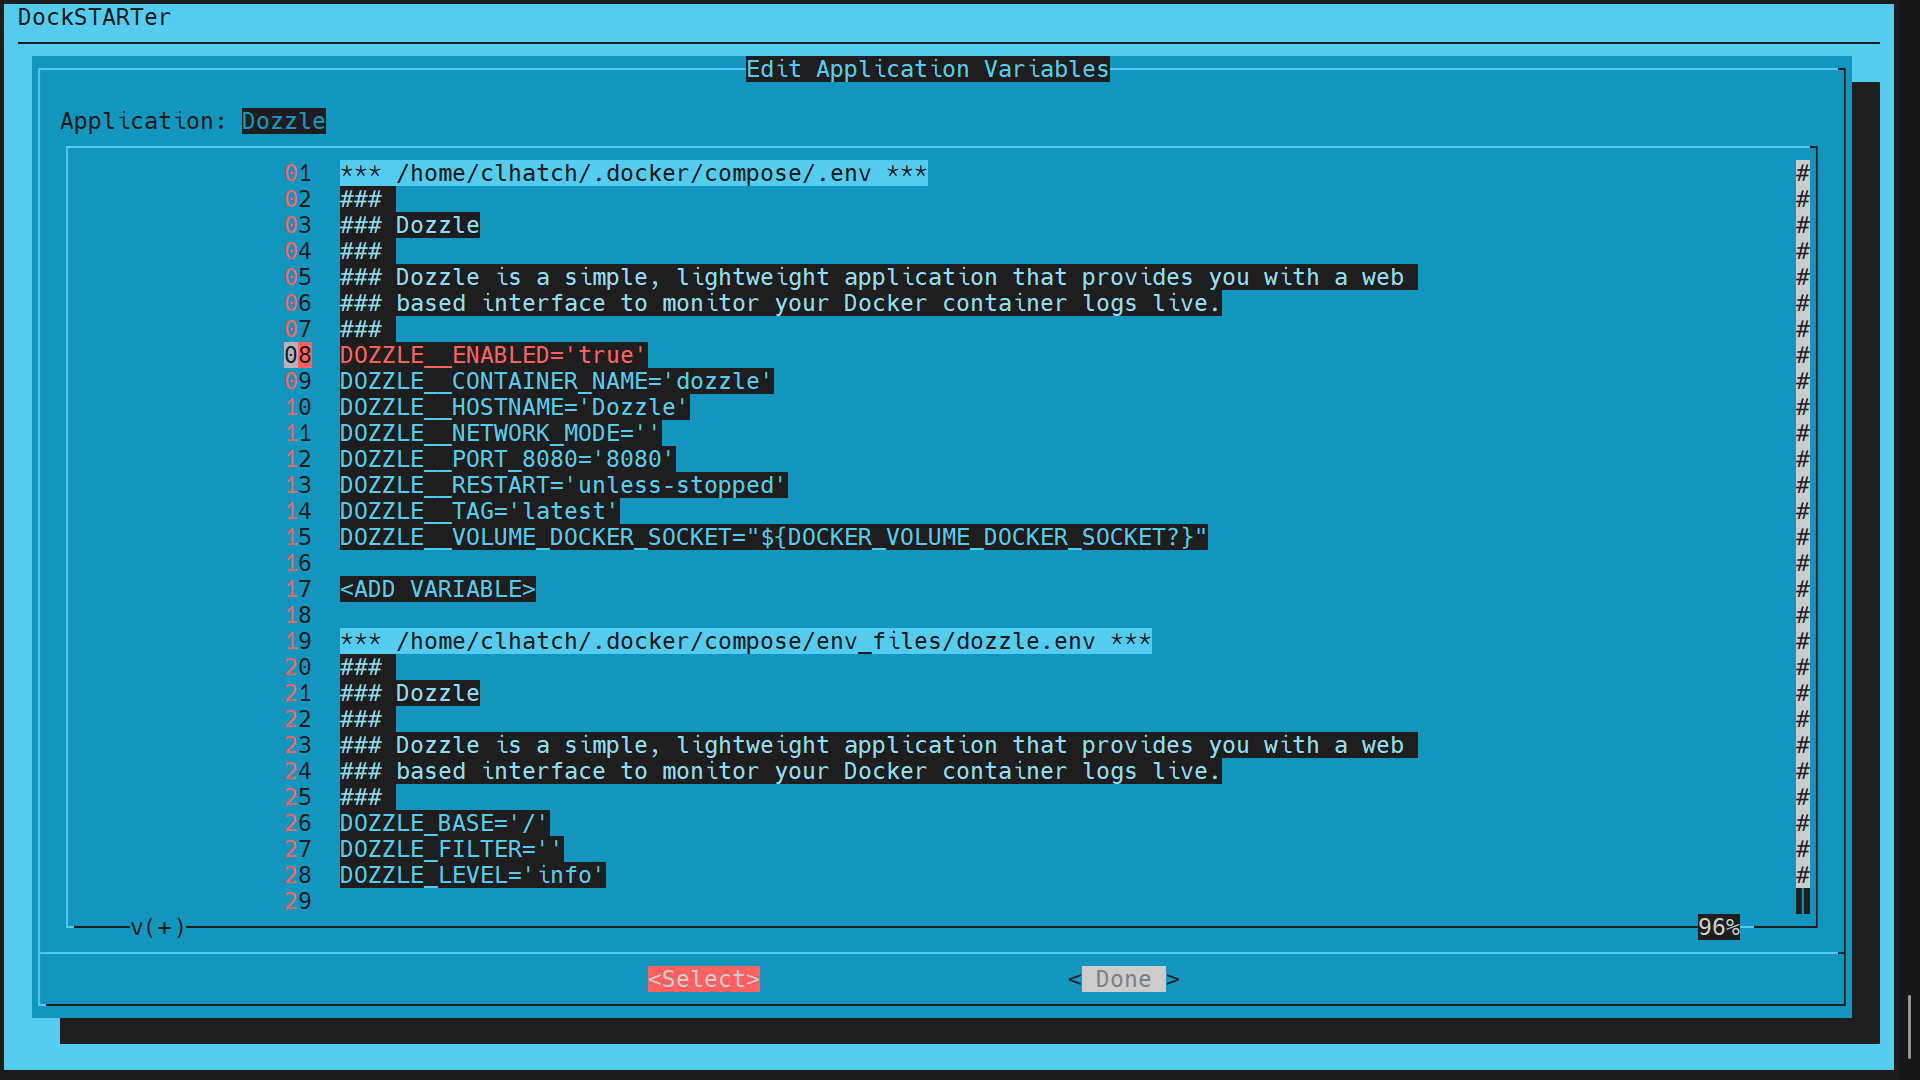 DockSTARTer
Edit Application Variables
Application: Dozzle
01 *** /home/clhatch/.docker/compose/.env *** #
02 ### #
03 ### Dozzle #
04 ### #
05 ### Dozzle is a simple, lightweight application that provides you with a web #
06 ### based interface to monitor your Docker container logs live. #
07 ### #
08 DOZZLE__ENABLED='true' #
09 DOZZLE__CONTAINER_NAME='dozzle' #
10 DOZZLE__HOSTNAME='Dozzle' #
11 DOZZLE__NETWORK_MODE='' #
12 DOZZLE__PORT_8080='8080' #
13 DOZZLE__RESTART='unless-stopped' #
14 DOZZLE__TAG='latest' #
15 DOZZLE__VOLUME_DOCKER_SOCKET="${DOCKER_VOLUME_DOCKER_SOCKET?}" #
16 #
17 <ADD VARIABLE> #
18 #
19 *** /home/clhatch/.docker/compose/env_files/dozzle.env *** #
20 ### #
21 ### Dozzle #
22 ### #
23 ### Dozzle is a simple, lightweight application that provides you with a web #
24 ### based interface to monitor your Docker container logs live. #
25 ### #
26 DOZZLE_BASE='/' #
27 DOZZLE_FILTER='' #
28 DOZZLE_LEVEL='info' #
29
v(+) 96%
<Select> < Done >